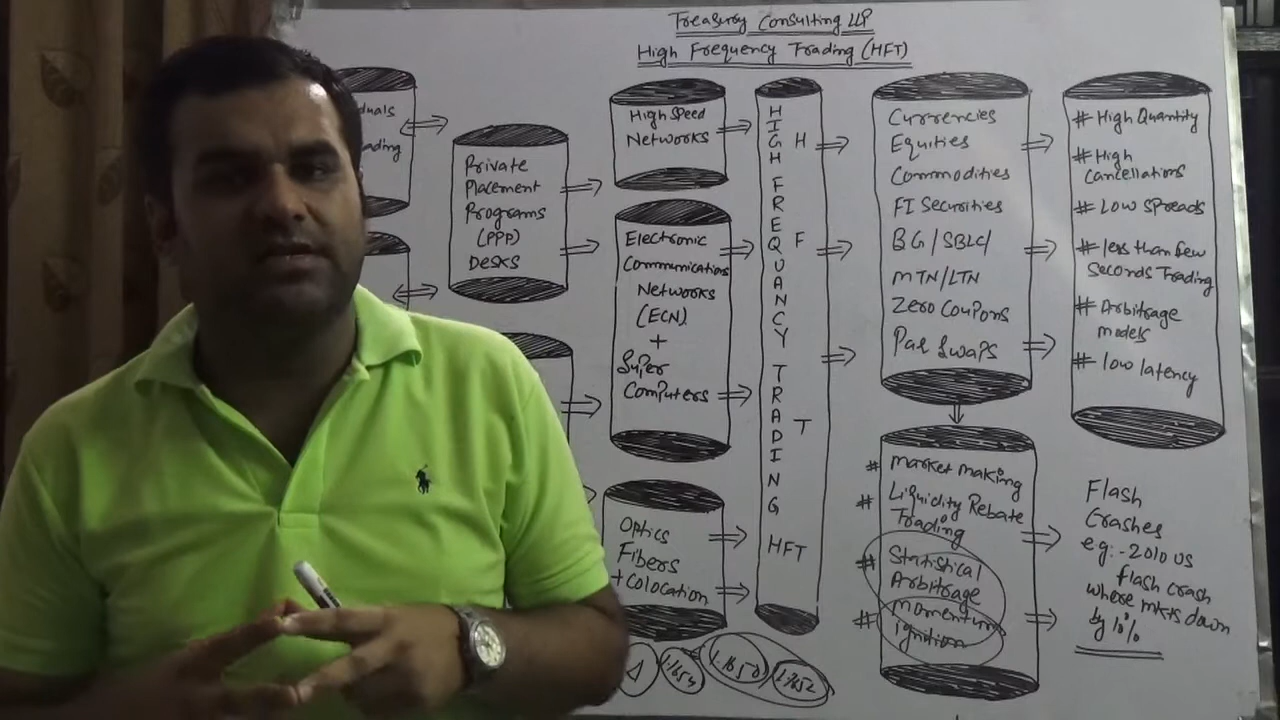 Treasury Consulting LLP
High Frequency Trading (HFT)
duals
ading
Private
Placement
Programs
(PPP)
Desks
High Speed
Networks
Electronic
Communications
Networks
(ECN)
+
Super
Computers
Optics
Fibers
+ Colocation
HIGH FREQUANCY TRADING
H
F
T
HFT
Currencies
Equities
Commodities
FI Securities
BG/SBLC/
MTN/LTN
Zero Coupons
Par Swaps
# High Quantity
# High
Cancellations
# Low Spreads
# less than few
Seconds Trading
# Arbitrage
models
# low latency
# Market Making
# Liquidity Rebate
Trading
# Statistical
Arbitrage
# Momentum
ignition
Flash
Crashes
eg:- 2010 US
flash crash
where mkts down
by 10%